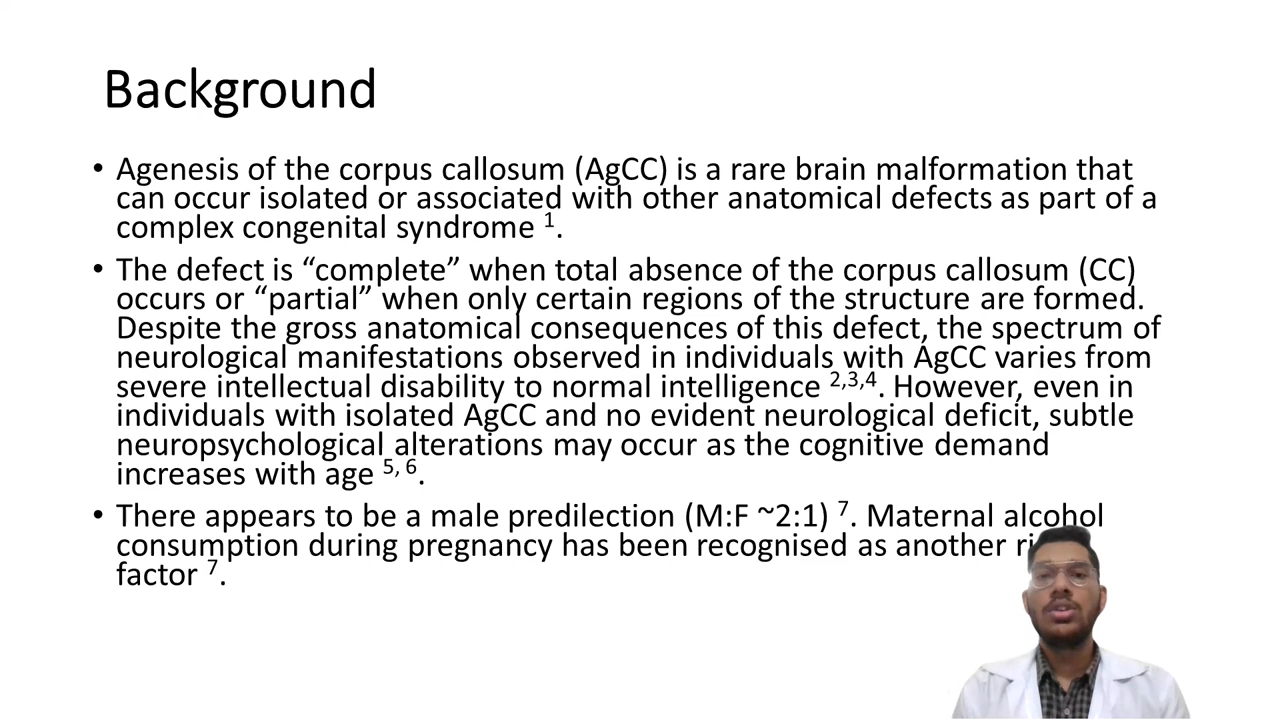 Background
• Agenesis of the corpus callosum (AgCC) is a rare brain malformation that
can occur isolated or associated with other anatomical defects as part of a
complex congenital syndrome ¹.
• The defect is “complete” when total absence of the corpus callosum (CC)
occurs or “partial” when only certain regions of the structure are formed.
Despite the gross anatomical consequences of this defect, the spectrum of
neurological manifestations observed in individuals with AgCC varies from
severe intellectual disability to normal intelligence ²,³,⁴. However, even in
individuals with isolated AgCC and no evident neurological deficit, subtle
neuropsychological alterations may occur as the cognitive demand
increases with age ⁵, ⁶.
• There appears to be a male predilection (M:F ~2:1) ⁷. Maternal alcohol
consumption during pregnancy has been recognised as another
factor ⁷.